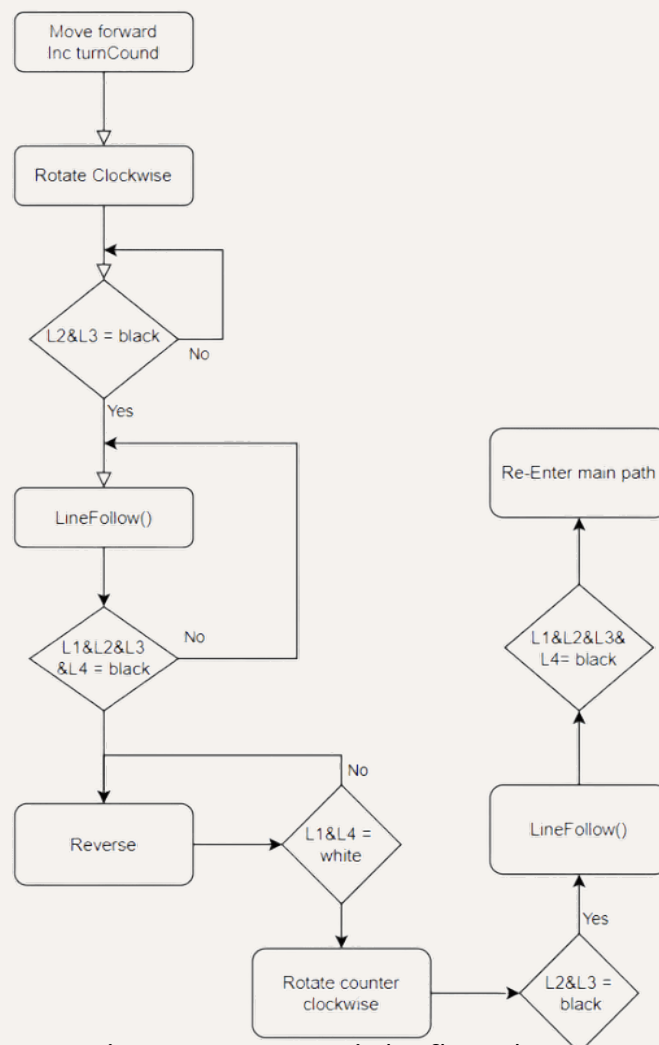 Move forward
Inc turnCound
Rotate Clockwise
L2&L3 = black
No
Yes
LineFollow()
L1&L2&L3
&L4 = black
No
Reverse
No
L1&L4 =
white
Rotate counter
clockwise
L2&L3 =
black
Yes
LineFollow()
L1&L2&L3&
L4= black
Re-Enter main path